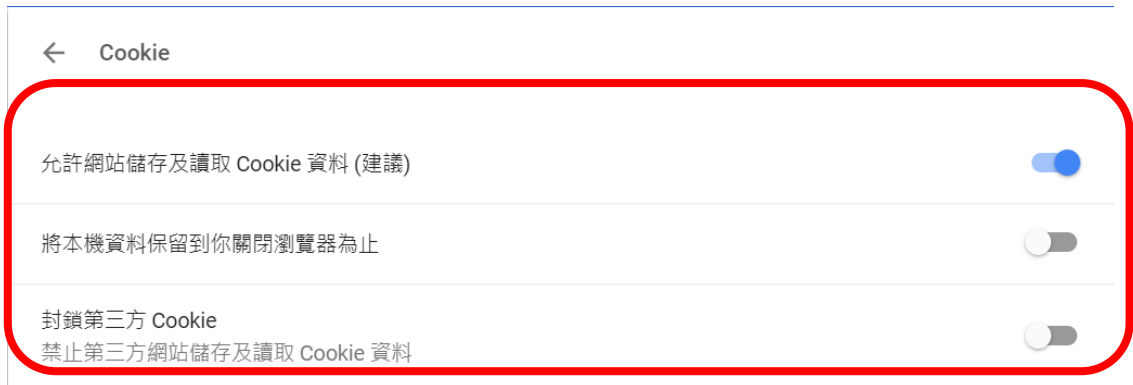 Cookie
允許網站儲存及讀取 Cookie 資料 (建議)
將本機資料保留到你關閉瀏覽器為止
封鎖第三方 Cookie
禁止第三方網站儲存及讀取 Cookie 資料